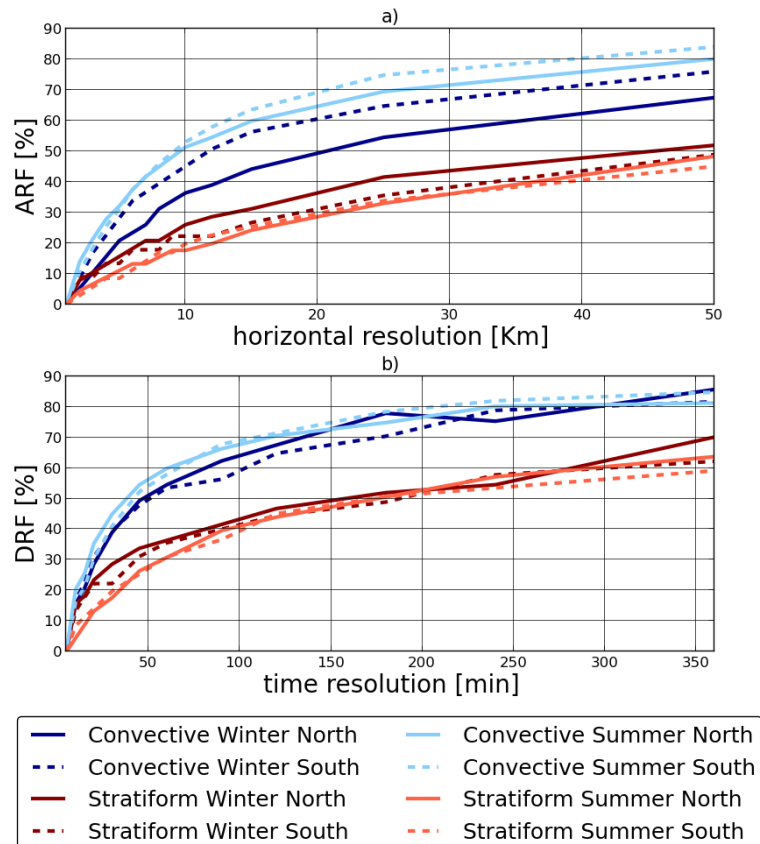 a)
90
80
70
60
50
40
30
20
10
0
ARF [%]
10 20 30 40 50
horizontal resolution [Km]
b)
90
80
70
60
50
40
30
20
10
0
DRF [%]
50 100 150 200 250 300 350
time resolution [min]
Convective Winter North
Convective Winter South
Stratiform Winter North
Stratiform Winter South
Convective Summer North
Convective Summer South
Stratiform Summer North
Stratiform Summer South